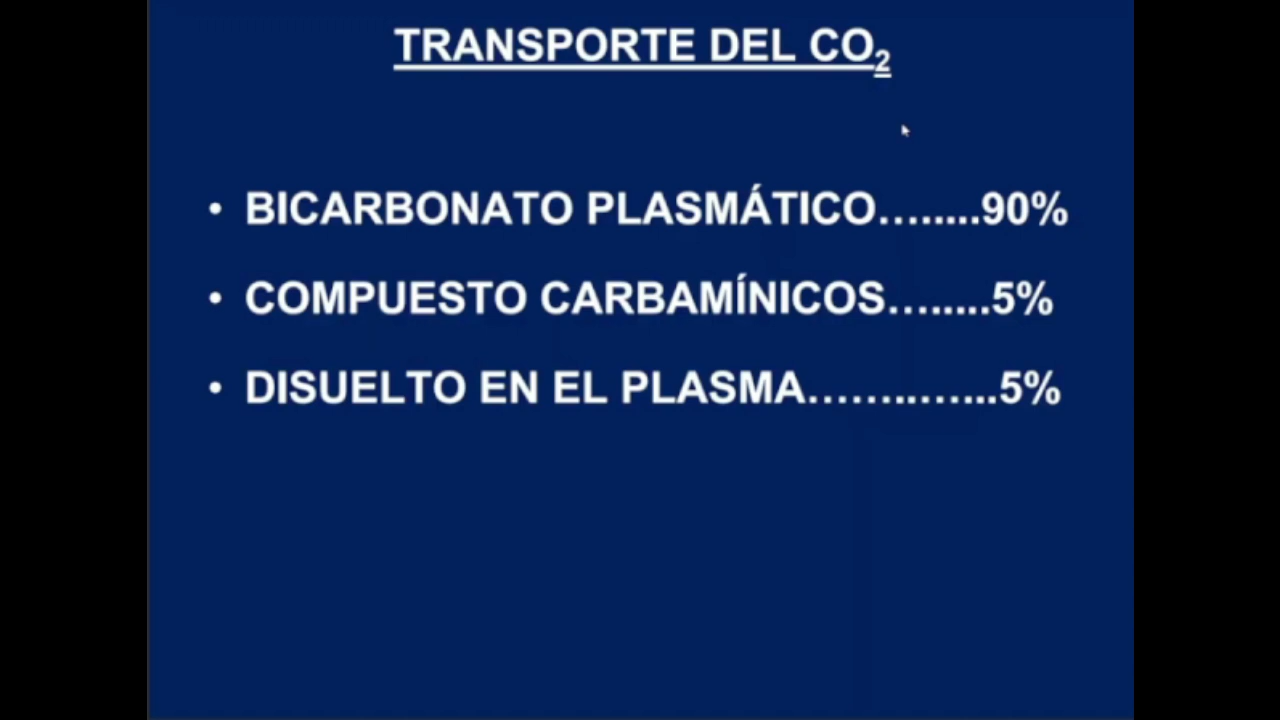 TRANSPORTE DEL CO₂
• BICARBONATO PLASMÁTICO….....90%
• COMPUESTO CARBAMÍNICOS….....5%
• DISUELTO EN EL PLASMA……..…...5%